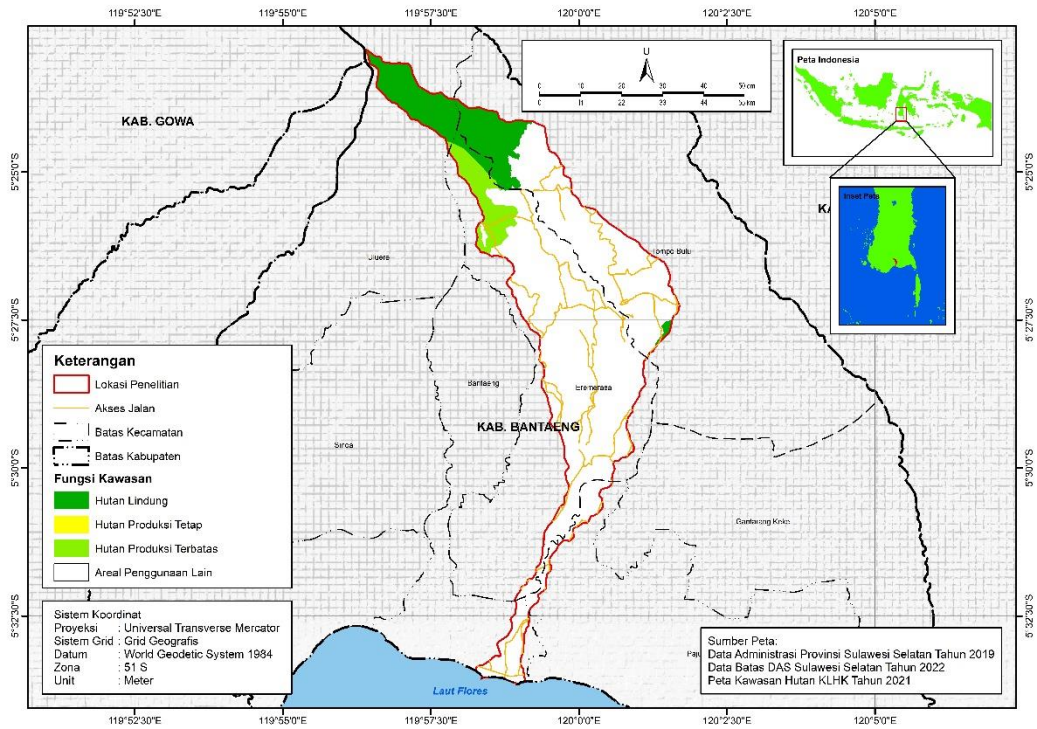 119°52'30"E 119°55'0"E 119°57'30"E 120°0'0"E 120°2'30"E 120°5'0"E
U
0 10 20 30 40 50 cm
0 11 22 33 44 55 km
Peta Indonesia
KAB. GOWA
5°25'0"S 5°25'0"S
Inset Peta
Uluere
Tompo Bulu
5°27'30"S 5°27'30"S
Keterangan
Lokasi Penelitian
Akses Jalan
Batas Kecamatan
Batas Kabupaten
Fungsi Kawasan
Hutan Lindung
Hutan Produksi Tetap
Hutan Produksi Terbatas
Areal Penggunaan Lain
Bantaeng
Eremerasa
KAB. BANTAENG
Sinoa
5°30'0"S 5°30'0"S
Gantarang Keke
5°32'30"S 5°32'30"S
Sistem Koordinat
Proyeksi : Universal Transverse Mercator
Sistem Grid : Grid Geografis
Datum : World Geodetic System 1984
Zona : 51 S
Unit : Meter
Laut Flores
Sumber Peta:
Data Administrasi Provinsi Sulawesi Selatan Tahun 2019
Data Batas DAS Sulawesi Selatan Tahun 2022
Peta Kawasan Hutan KLHK Tahun 2021
119°52'30"E 119°55'0"E 119°57'30"E 120°0'0"E 120°2'30"E 120°5'0"E